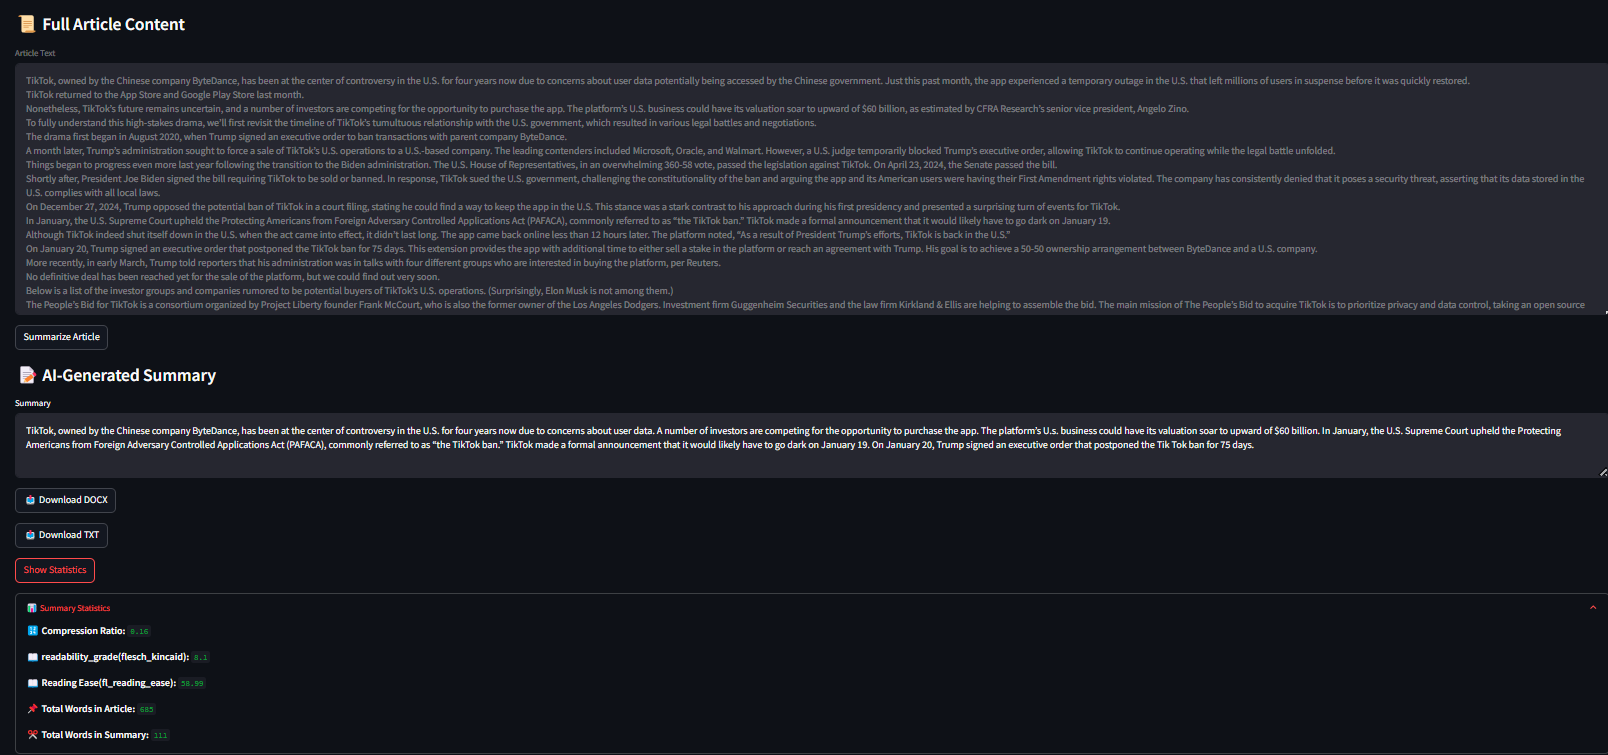 Full Article Content
Article Text
TikTok, owned by the Chinese company ByteDance, has been at the center of controversy in the U.S. for four years now due to concerns about user data potentially being accessed by the Chinese government. Just this past month, the app experienced a temporary outage in the U.S. that left millions of users in suspense before it was quickly restored.
TikTok returned to the App Store and Google Play Store last month.
Nonetheless, TikTok's future remains uncertain, and a number of investors are competing for the opportunity to purchase the app. The platform's U.S. business could have its valuation soar to upward of $60 billion, as estimated by CFRA Research's senior vice president, Angelo Zino.
To fully understand this high-stakes drama, we'll first revisit the timeline of TikTok's tumultuous relationship with the U.S. government, which resulted in various legal battles and negotiations.
The drama first began in August 2020, when Trump signed an executive order to ban transactions with parent company ByteDance.
A month later, Trump's administration sought to force a sale of TikTok's U.S. operations to a U.S.-based company. The leading contenders included Microsoft, Oracle, and Walmart. However, a U.S. judge temporarily blocked Trump's executive order, allowing TikTok to continue operating while the legal battle unfolded.
Things began to progress even more last year following the transition to the Biden administration. The U.S. House of Representatives, in an overwhelming 360-58 vote, passed the legislation against TikTok. On April 23, 2024, the Senate passed the bill.
Shortly after, President Joe Biden signed the bill requiring TikTok to be sold or banned. In response, TikTok sued the U.S. government, challenging the constitutionality of the ban and arguing the app and its American users were having their First Amendment rights violated. The company has consistently denied that it poses a security threat, asserting that its data stored in the
U.S. complies with all local laws.
On December 27, 2024, Trump opposed the potential ban of TikTok in a court filing, stating he could find a way to keep the app in the U.S. This stance was a stark contrast to his approach during his first presidency and presented a surprising turn of events for TikTok.
In January, the U.S. Supreme Court upheld the Protecting Americans from Foreign Adversary Controlled Applications Act (PAFACA), commonly referred to as “the TikTok ban.” TikTok made a formal announcement that it would likely have to go dark on January 19.
Although TikTok indeed shut itself down in the U.S. when the act came into effect, it didn't last long. The app came back online less than 12 hours later. The platform noted, “As a result of President Trump's efforts, TikTok is back in the U.S.”
On January 20, Trump signed an executive order that postponed the TikTok ban for 75 days. This extension provides the app with additional time to either sell a stake in the platform or reach an agreement with Trump. His goal is to achieve a 50-50 ownership arrangement between ByteDance and a U.S. company.
More recently, in early March, Trump told reporters that his administration was in talks with four different groups who are interested in buying the platform, per Reuters.
No definitive deal has been reached yet for the sale of the platform, but we could find out very soon.
Below is a list of the investor groups and companies rumored to be potential buyers of TikTok's U.S. operations. (Surprisingly, Elon Musk is not among them.)
The People's Bid for TikTok is a consortium organized by Project Liberty founder Frank McCourt, who is also the former owner of the Los Angeles Dodgers. Investment firm Guggenheim Securities and the law firm Kirkland & Ellis are helping to assemble the bid. The main mission of The People's Bid to acquire TikTok is to prioritize privacy and data control, taking an open source
Summarize Article
AI-Generated Summary
Summary
TikTok, owned by the Chinese company ByteDance, has been at the center of controversy in the U.S. for four years now due to concerns about user data. A number of investors are competing for the opportunity to purchase the app. The platform's U.s. business could have its valuation soar to upward of $60 billion. In January, the U.S. Supreme Court upheld the Protecting
Americans from Foreign Adversary Controlled Applications Act (PAFACA), commonly referred to as “the TikTok ban.” TikTok made a formal announcement that it would likely have to go dark on January 19. On January 20, Trump signed an executive order that postponed the Tik Tok ban for 75 days.
Download DOCX
Download TXT
Show Statistics
Summary Statistics
Compression Ratio: 0.16
readability_grade(flesch_kincaid): 8.1
Reading Ease(fl_reading_ease): 58.99
Total Words in Article: 685
Total Words in Summary: 111